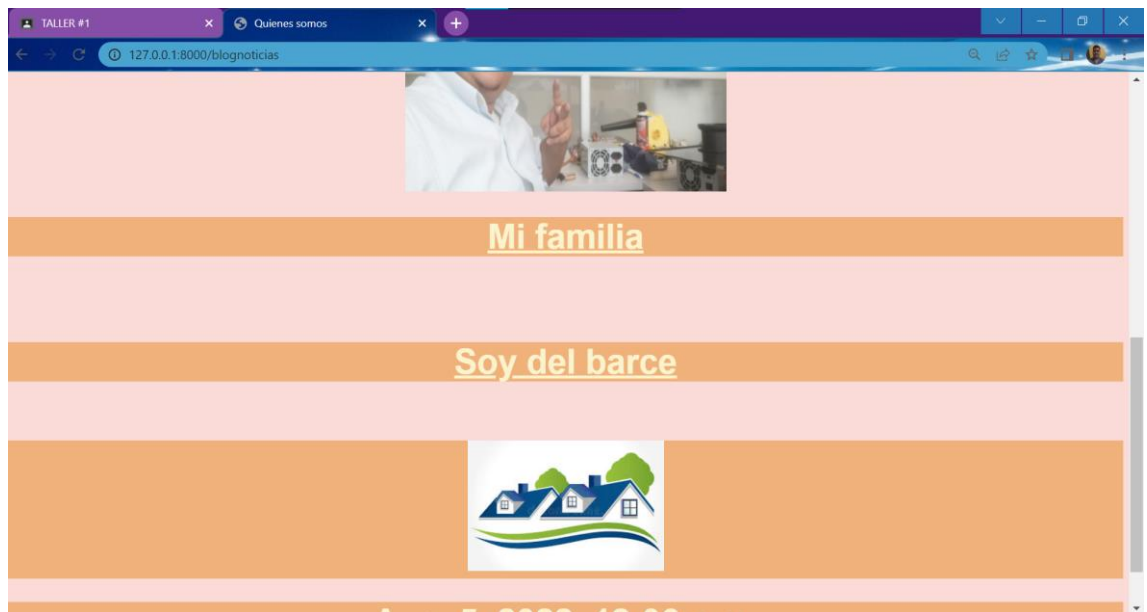 TALLER #1
Quienes somos
127.0.0.1:8000/blognoticias
Mi familia
Soy del barce